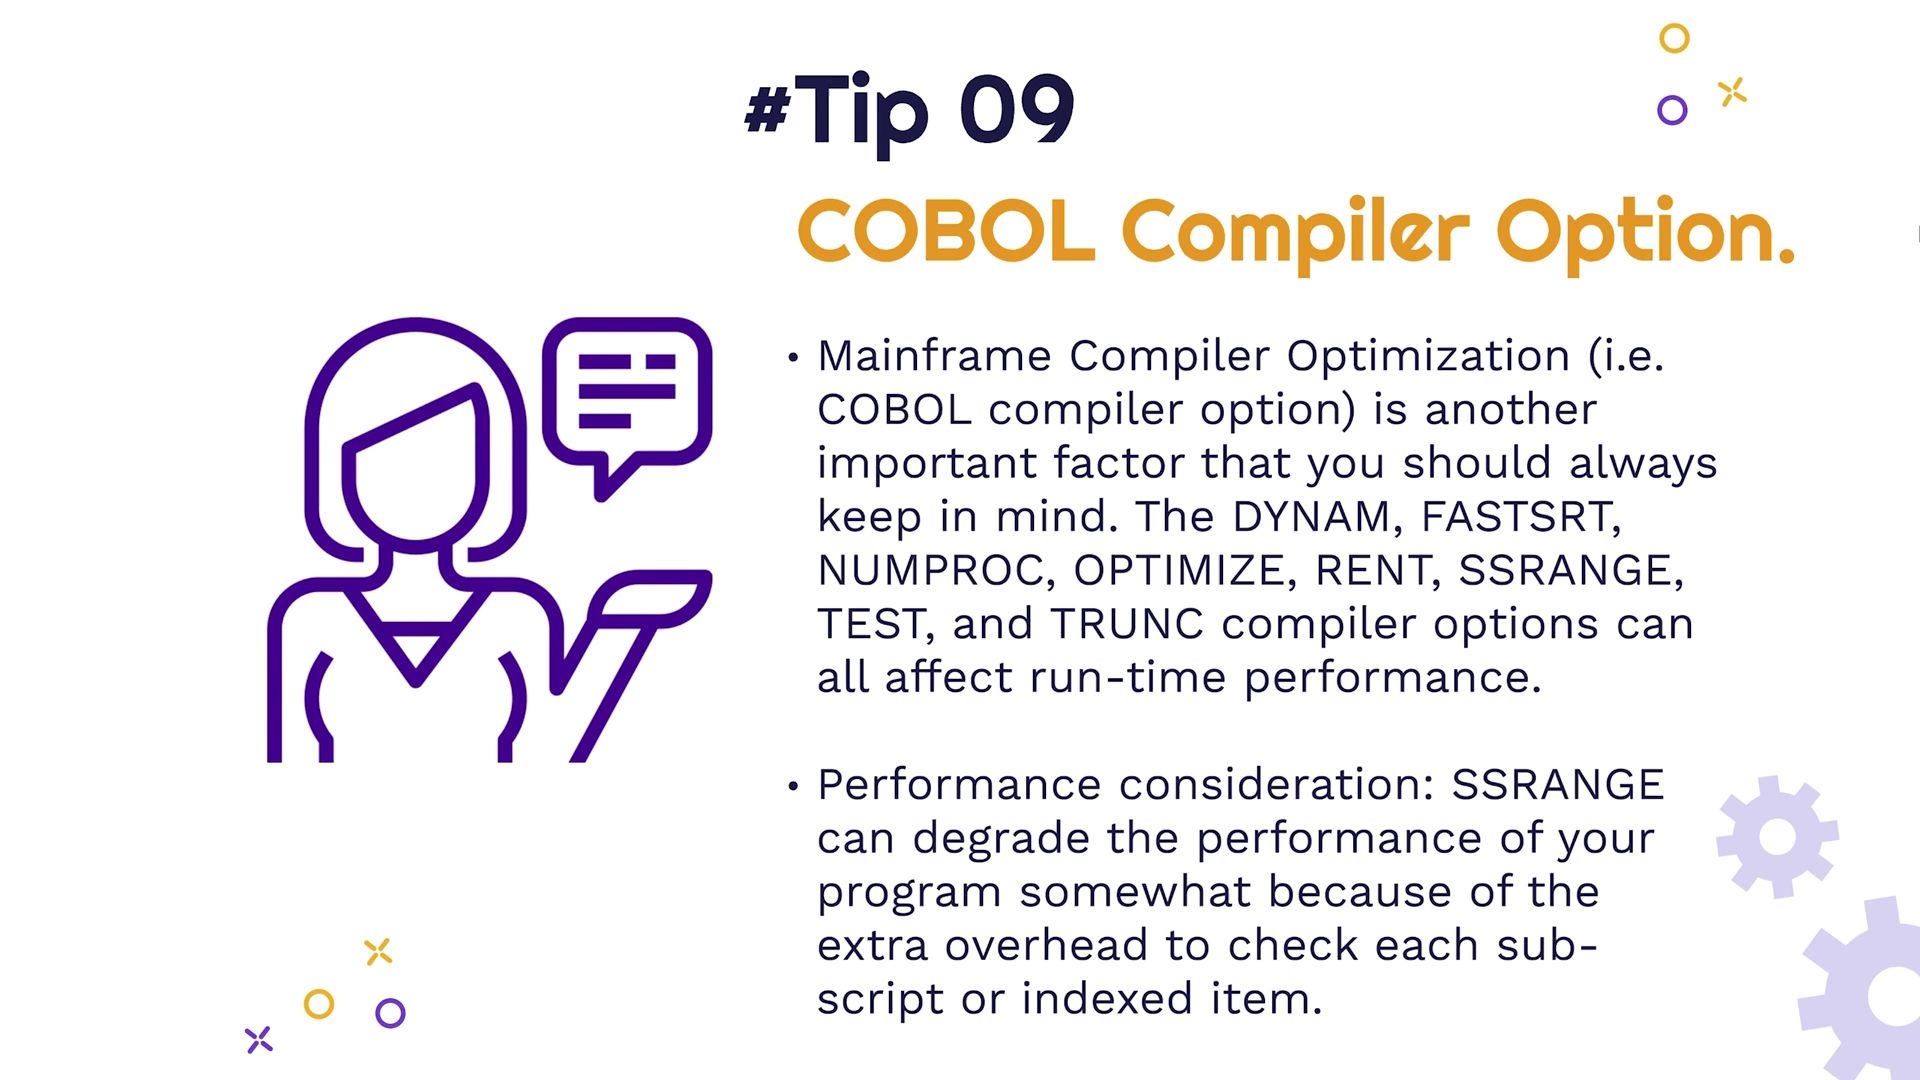 #Tip 09
COBOL Compiler Option.
• Mainframe Compiler Optimization (i.e.
COBOL compiler option) is another
important factor that you should always
keep in mind. The DYNAM, FASTSRT,
NUMPROC, OPTIMIZE, RENT, SSRANGE,
TEST, and TRUNC compiler options can
all affect run-time performance.
• Performance consideration: SSRANGE
can degrade the performance of your
program somewhat because of the
extra overhead to check each sub-
script or indexed item.